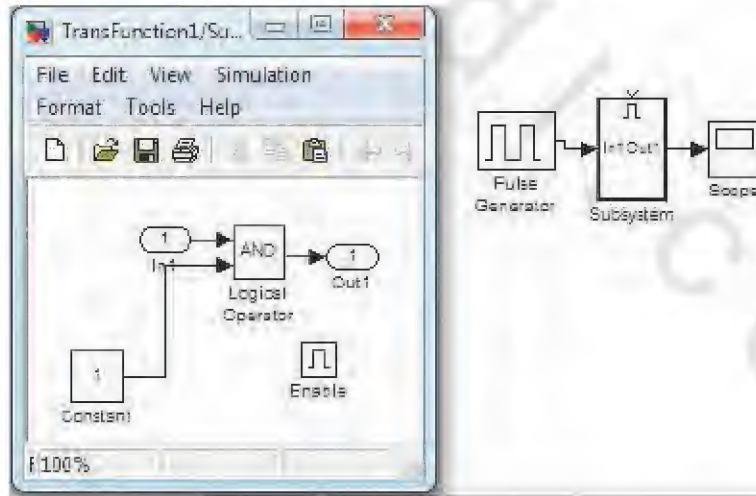 TransFunction1/Su...
File Edit View Simulation
Format Tools Help
1
In1
AND
Logical
Operator
1
Out1
1
Constant
Enable
100%
Pulse
Generator
In1 Out1
Subsystem
Scope